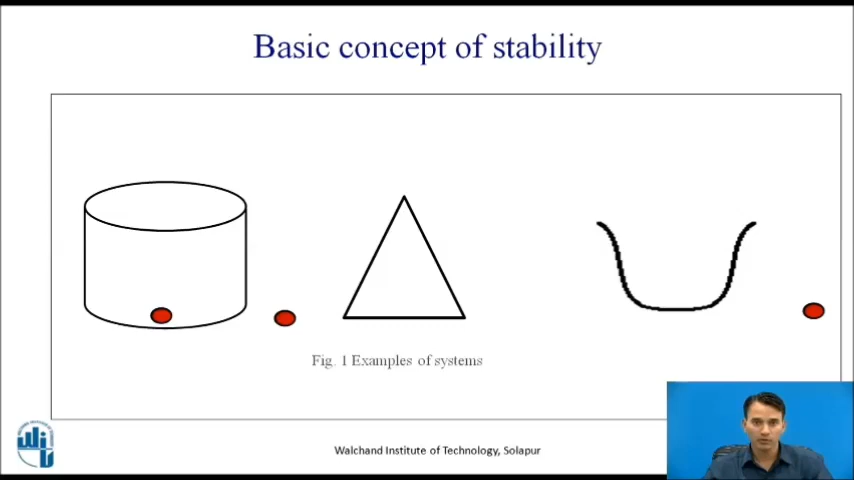 Basic concept of stability
Fig. 1 Examples of systems
Walchand Institute of Technology, Solapur